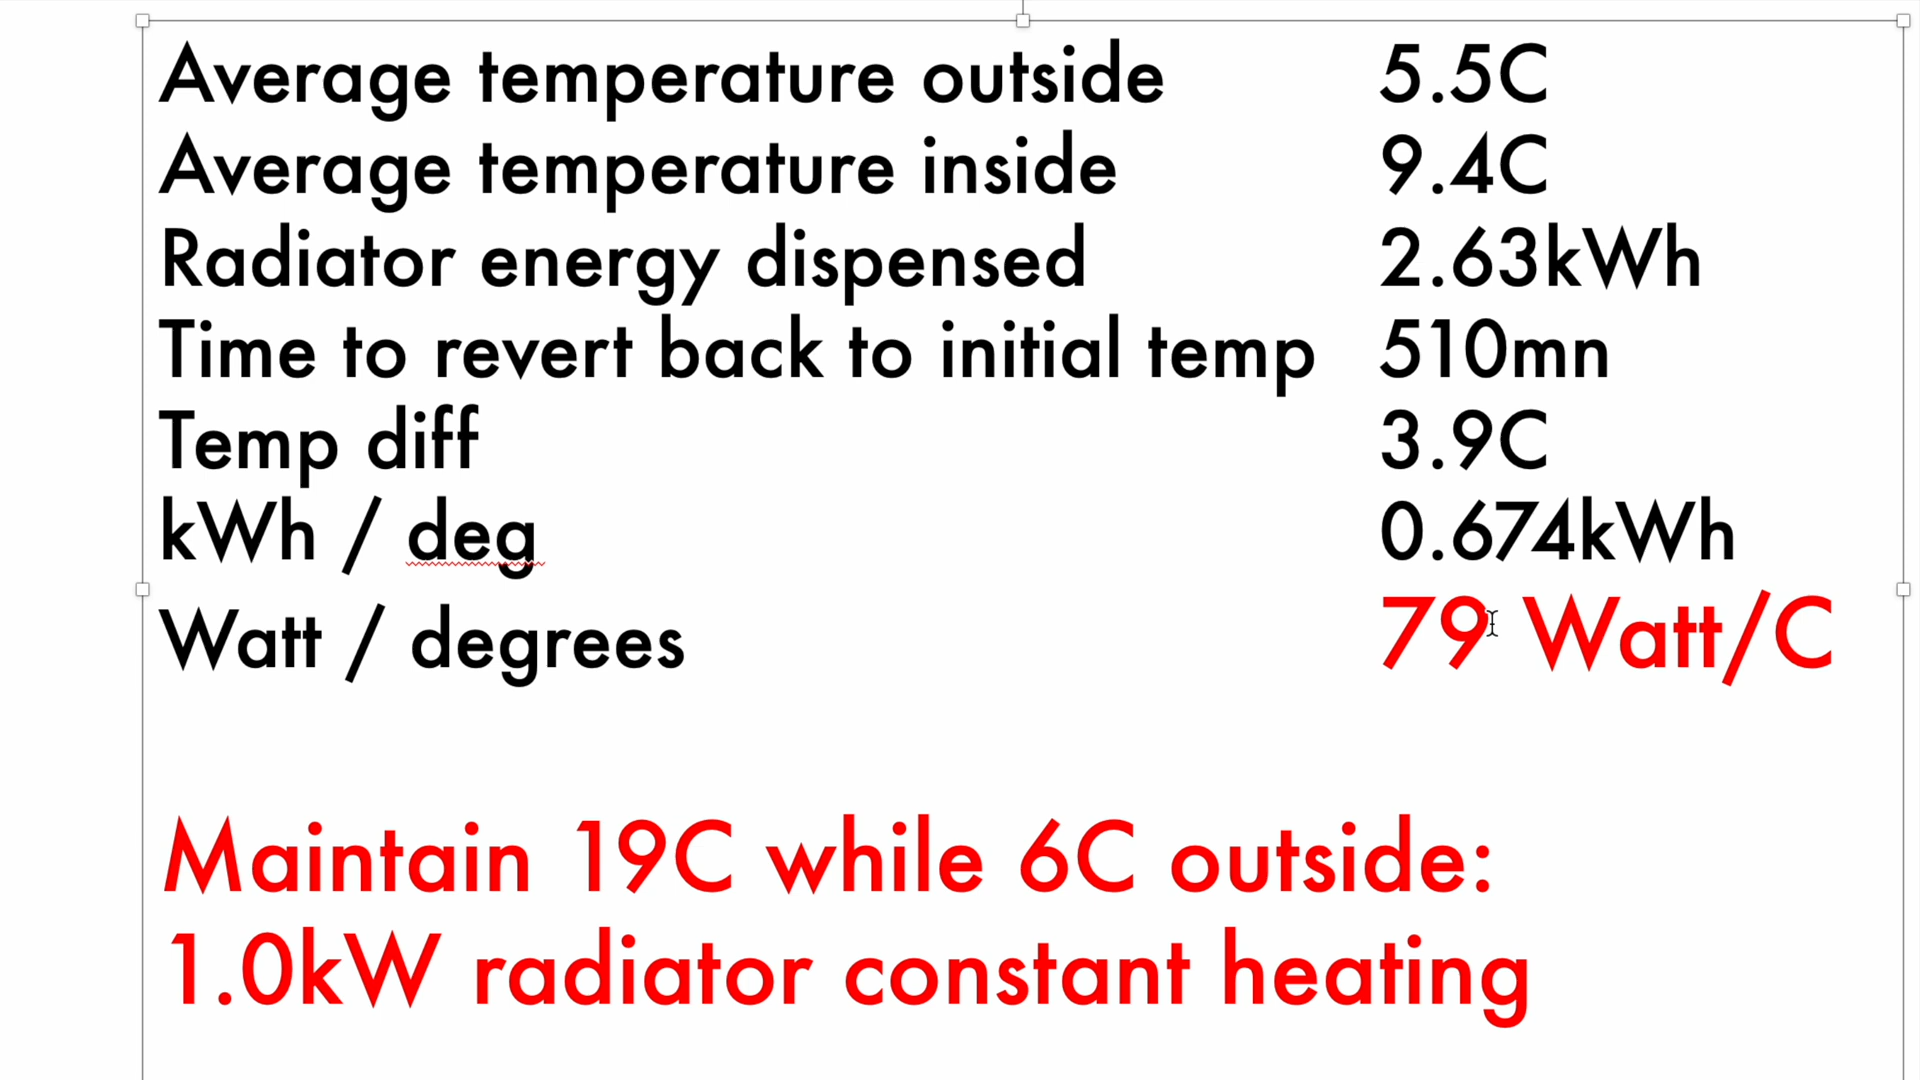 Average temperature outside 5.5C
Average temperature inside 9.4C
Radiator energy dispensed 2.63kWh
Time to revert back to initial temp 510mn
Temp diff 3.9C
kWh / deg 0.674kWh
Watt / degrees 79 Watt/C
Maintain 19C while 6C outside:
1.0kW radiator constant heating